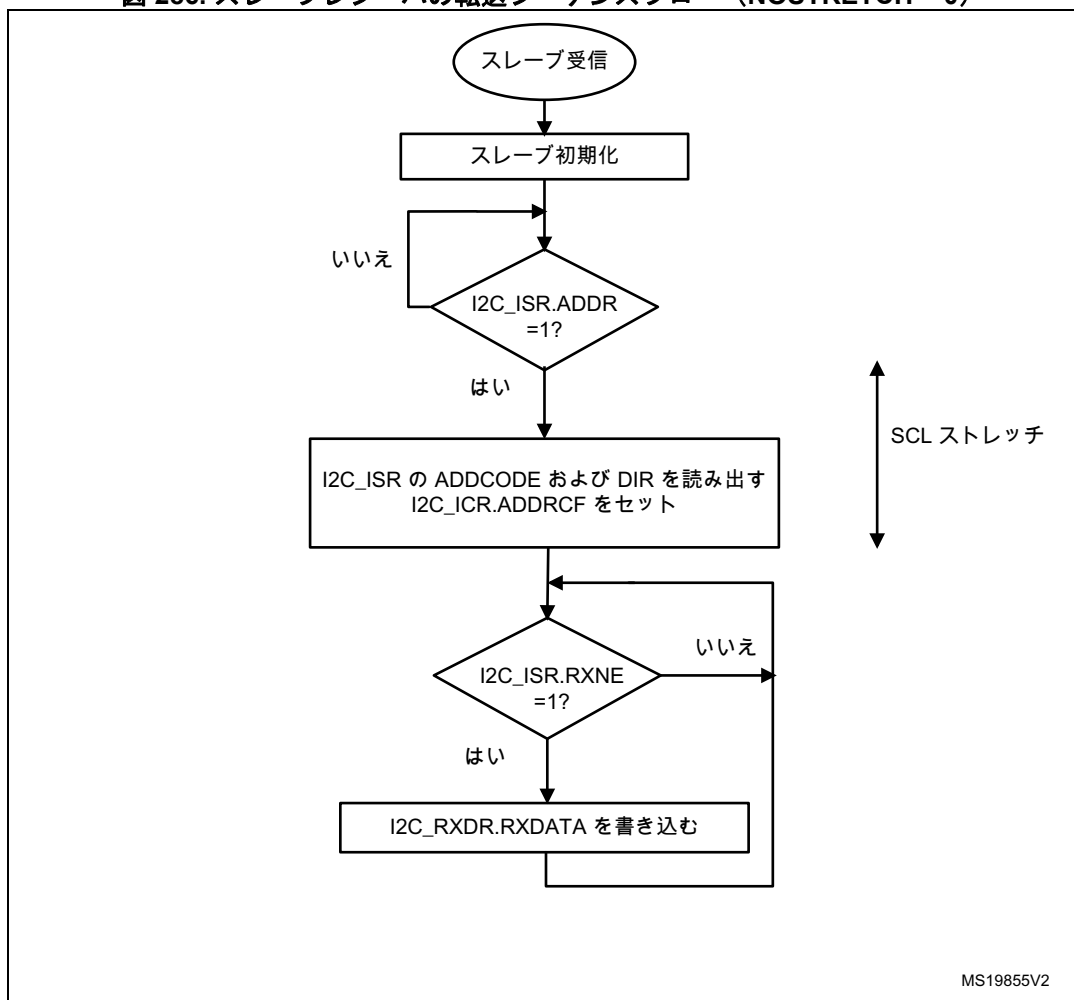 スレーブ受信
スレーブ初期化
いいえ
I2C_ISR.ADDR
=1?
はい
SCL ストレッチ
I2C_ISR の ADDCODE および DIR を読み出す
I2C_ICR.ADDRCF をセット
いいえ
I2C_ISR.RXNE
=1?
はい
I2C_RXDR.RXDATA を書き込む
MS19855V2